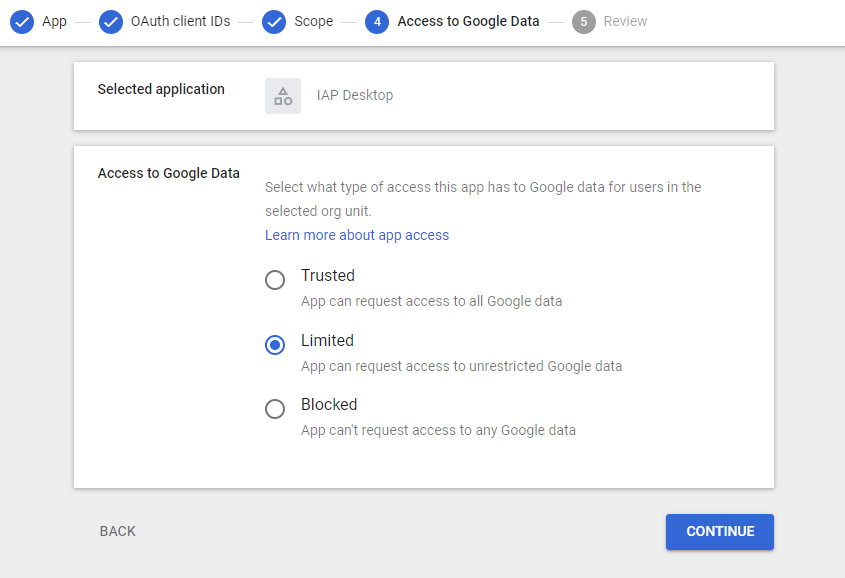 App
OAuth client IDs
Scope
4
Access to Google Data
5
Review
Selected application
IAP Desktop
Access to Google Data
Select what type of access this app has to Google data for users in the
selected org unit.
Learn more about app access
Trusted
App can request access to all Google data
Limited
App can request access to unrestricted Google data
Blocked
App can't request access to any Google data
BACK
CONTINUE